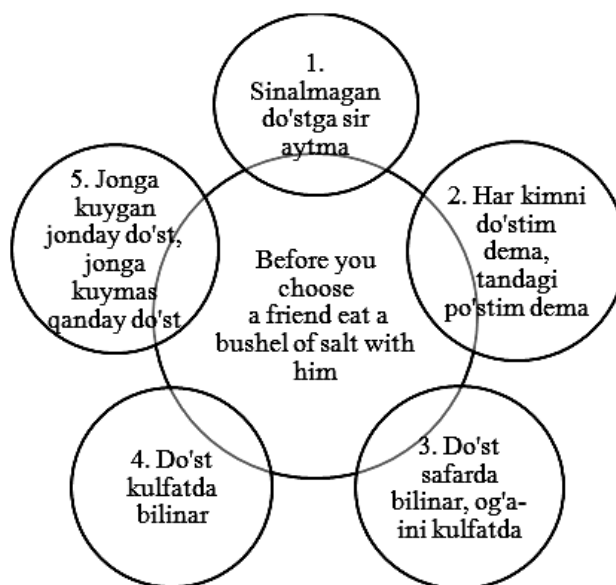 1.
Sinalmagan
do'stga sir
aytma
2. Har kimni
do'stim
dema,
tandagi
po'stim dema
3. Do'st
safarda
bilinar, og'a-
ini kulfatda
4. Do'st
kulfatda
bilinar
5. Jonga
kuygan
jonday do'st,
jonga
kuymas
qanday do'st
Before you
choose
a friend eat a
bushel of salt with
him